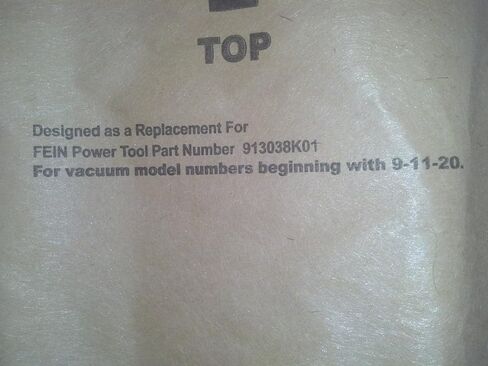 TOP
Designed as a Replacement For
FEIN Power Tool Part Number 913038K01
For vacuum model numbers beginning with 9-11-20.